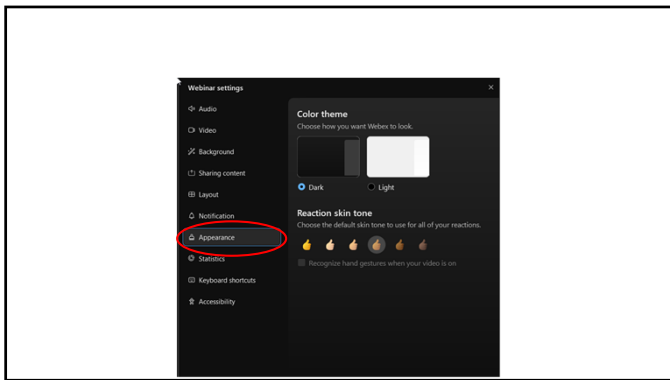 Webinar settings
Audio
Video
Background
Sharing content
Layout
Notification
Appearance
Statistics
Keyboard shortcuts
Accessibility
Color theme
Choose how you want Webex to look.
Dark
Light
Reaction skin tone
Choose the default skin tone to use for all of your reactions.
Recognize hand gestures when your video is on